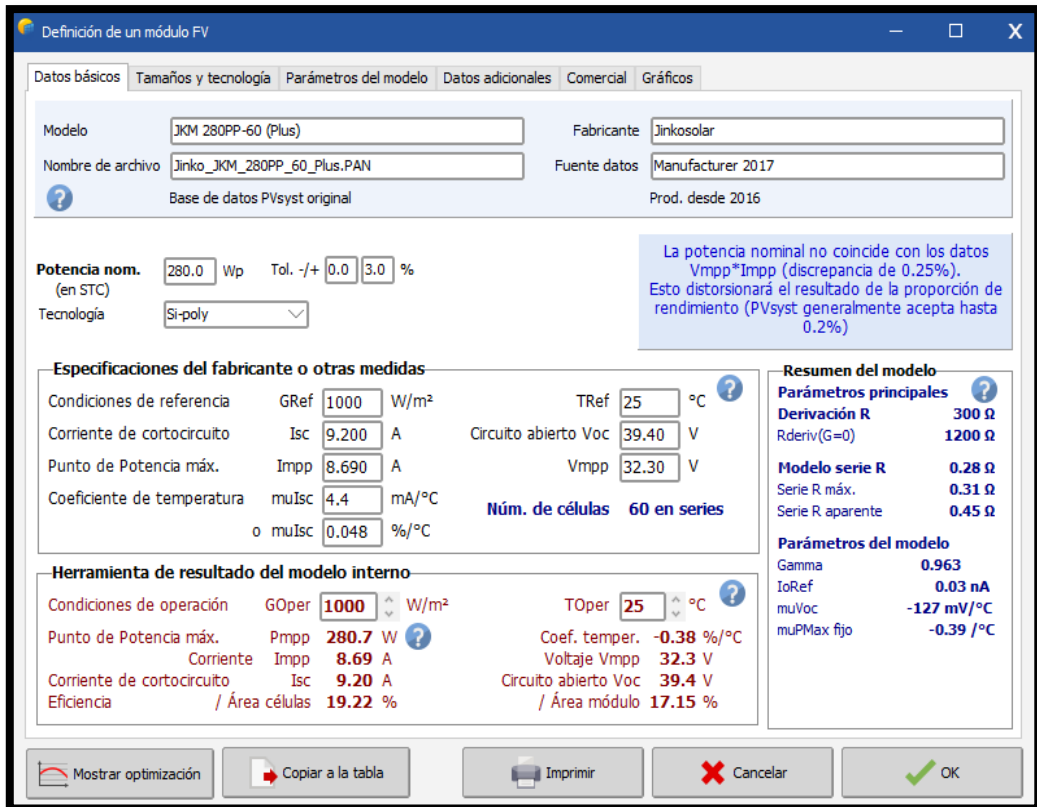 Definición de un módulo FV
Datos básicos Tamaños y tecnología Parámetros del modelo Datos adicionales Comercial Gráficos
Modelo JKM 280PP-60 (Plus) Fabricante Jinkosolar
Nombre de archivo Jinko_JKM_280PP_60_Plus.PAN Fuente datos Manufacturer 2017
? Base de datos PVsyst original Prod. desde 2016
La potencia nominal no coincide con los datos
Vmpp*Impp (discrepancia de 0.25%).
Esto distorsionará el resultado de la proporción de
rendimiento (PVsyst generalmente acepta hasta
0.2%)
Potencia nom. 280.0 Wp Tol. -/+ 0.0 3.0 %
(en STC)
Tecnología Si-poly
Especificaciones del fabricante o otras medidas
?
Condiciones de referencia GRef 1000 W/m² TRef 25 °C
Corriente de cortocircuito Isc 9.200 A Circuito abierto Voc 39.40 V
Punto de Potencia máx. Impp 8.690 A Vmpp 32.30 V
Coeficiente de temperatura muIsc 4.4 mA/°C
Núm. de células 60 en series
o muIsc 0.048 %/°C
Herramienta de resultado del modelo interno
?
Condiciones de operación GOper 1000 W/m² TOper 25 °C
Punto de Potencia máx. Pmpp 280.7 W ? Coef. temper. -0.38 %/°C
Corriente Impp 8.69 A Voltaje Vmpp 32.3 V
Corriente de cortocircuito Isc 9.20 A Circuito abierto Voc 39.4 V
Eficiencia / Área células 19.22 % / Área módulo 17.15 %
Resumen del modelo
Parámetros principales ?
Derivación R 300 Ω
Rderiv(G=0) 1200 Ω
Modelo serie R 0.28 Ω
Serie R máx. 0.31 Ω
Serie R aparente 0.45 Ω
Parámetros del modelo
Gamma 0.963
IoRef 0.03 nA
muVoc -127 mV/°C
muPMax fijo -0.39 /°C
Mostrar optimización Copiar a la tabla Imprimir Cancelar OK